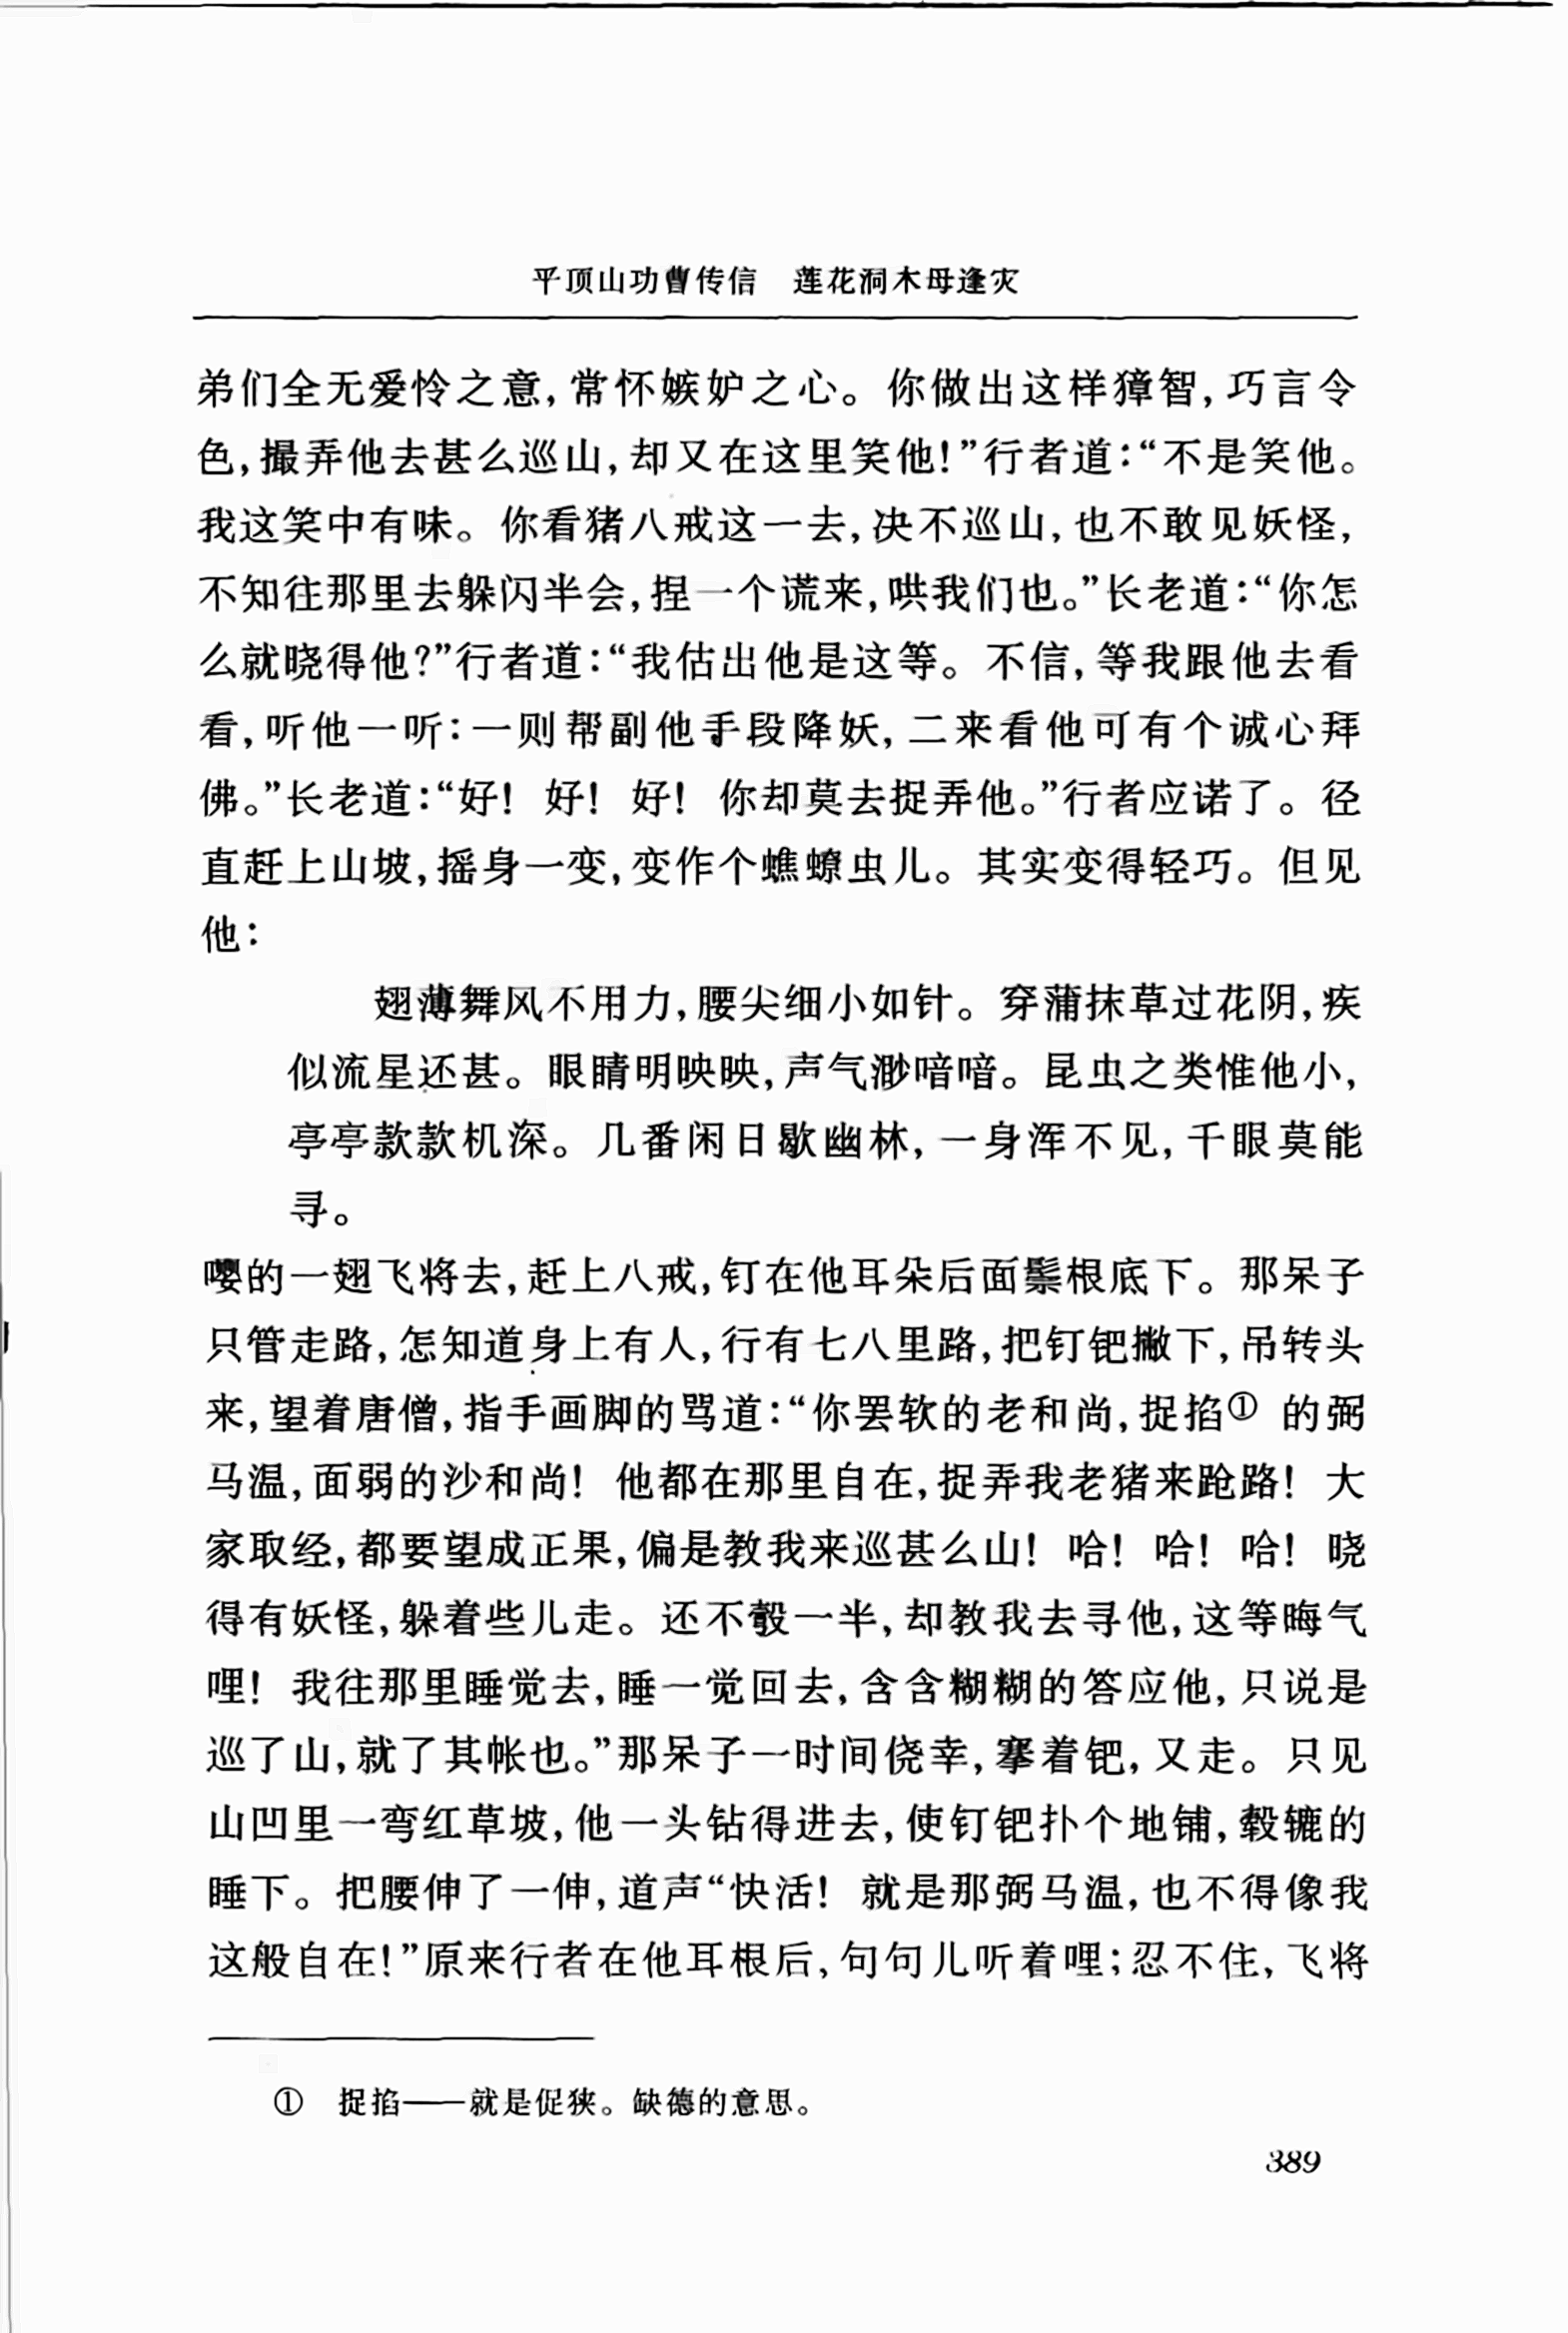 平顶山功曹传信　莲花洞木母逢灾
弟们全无爱怜之意,常怀嫉妒之心。你做出这样獐智,巧言令
色,撮弄他去甚么巡山,却又在这里笑他!”行者道:“不是笑他。
我这笑中有味。你看猪八戒这一去,决不巡山,也不敢见妖怪,
不知往那里去躲闪半会,捏一个谎来,哄我们也。”长老道:“你怎
么就晓得他?”行者道:“我估出他是这等。不信,等我跟他去看
看,听他一听:一则帮副他手段降妖,二来看他可有个诚心拜
佛。”长老道:“好! 好! 好! 你却莫去捉弄他。”行者应诺了。径
直赶上山坡,摇身一变,变作个蟭蟟虫儿。其实变得轻巧。但见
他:
翅薄舞风不用力,腰尖细小如针。穿蒲抹草过花阴,疾
似流星还甚。眼睛明映映,声气渺喑喑。昆虫之类惟他小,
亭亭款款机深。几番闲日歇幽林,一身浑不见,千眼莫能
寻。
嘤的一翅飞将去,赶上八戒,钉在他耳朵后面鬃根底下。那呆子
只管走路,怎知道身上有人,行有七八里路,把钉钯撇下,吊转头
来,望着唐僧,指手画脚的骂道:“你罢软的老和尚,捉掐① 的弼
马温,面弱的沙和尚! 他都在那里自在,捉弄我老猪来跄路! 大
家取经,都要望成正果,偏是教我来巡甚么山! 哈! 哈! 哈! 晓
得有妖怪,躲着些儿走。还不彀一半,却教我去寻他,这等晦气
哩! 我往那里睡觉去,睡一觉回去,含含糊糊的答应他,只说是
巡了山,就了其帐也。”那呆子一时间侥幸,搴着钯,又走。只见
山凹里一弯红草坡,他一头钻得进去,使钉钯扑个地铺,毂辘的
睡下。把腰伸了一伸,道声“快活! 就是那弼马温,也不得像我
这般自在!”原来行者在他耳根后,句句儿听着哩;忍不住,飞将
①　捉掐——就是促狭。缺德的意思。
389